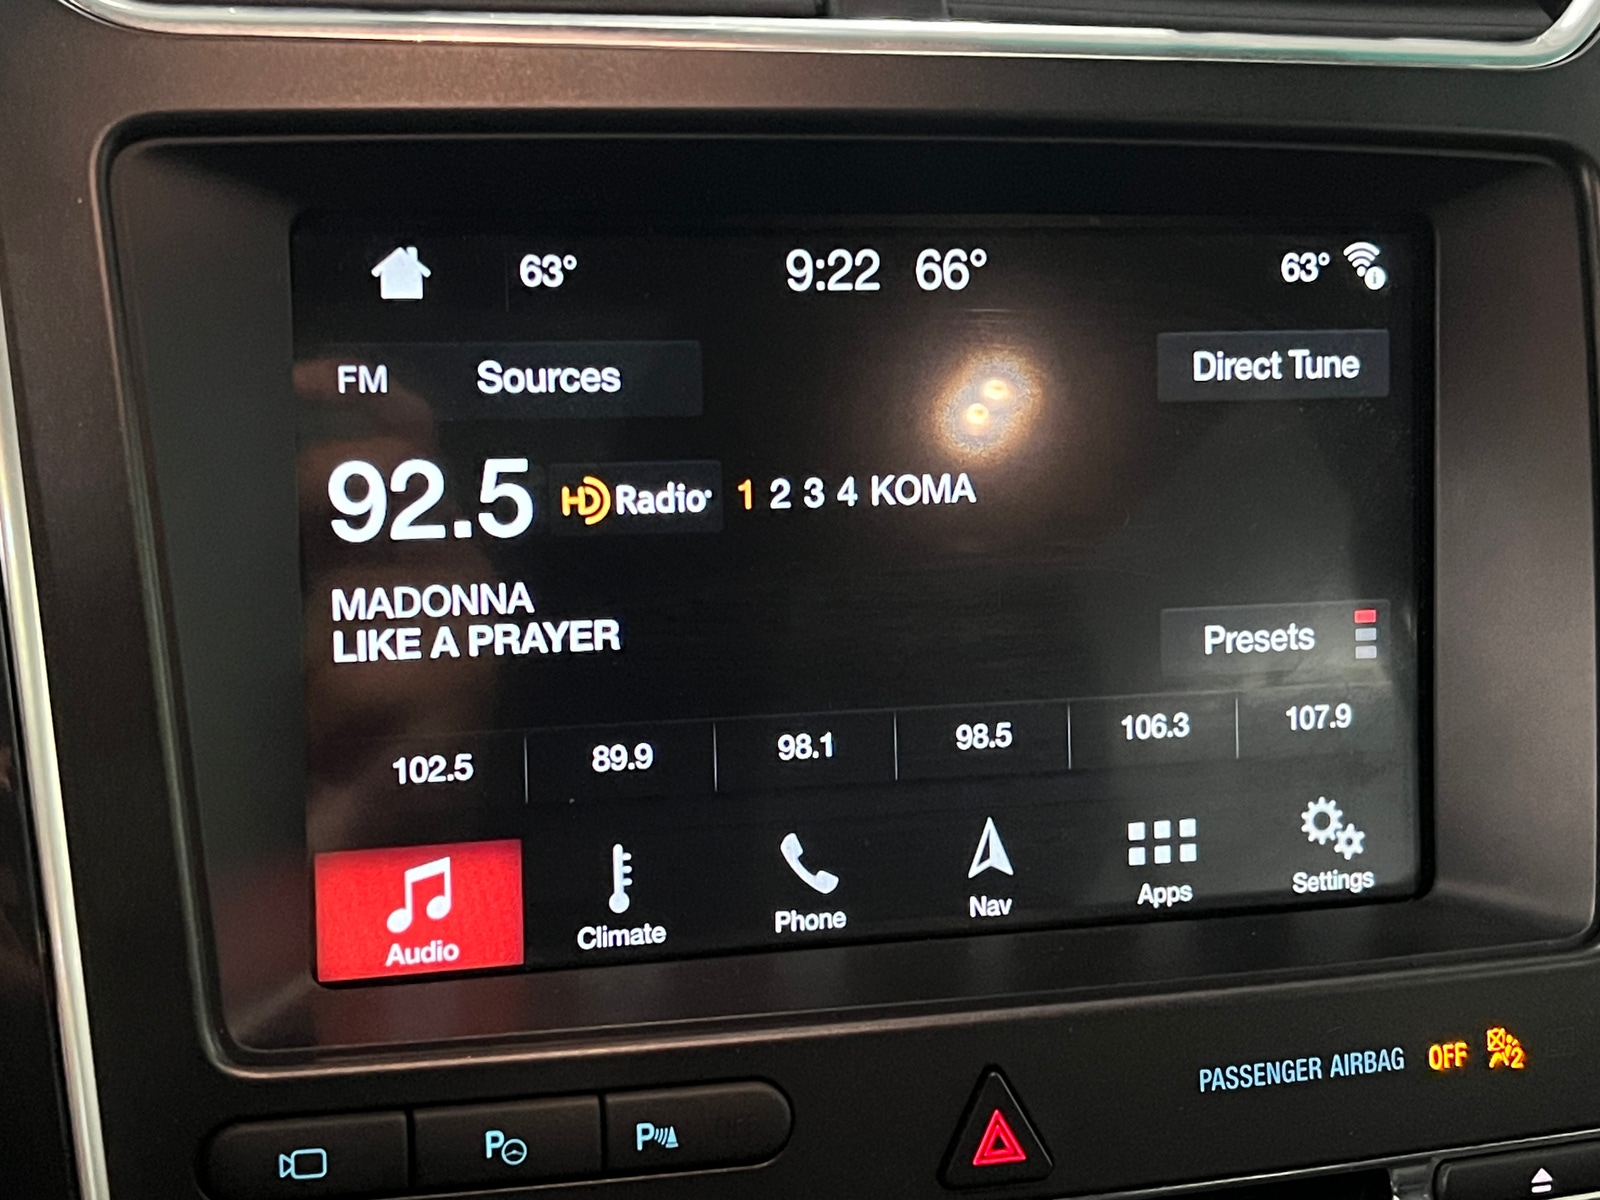 63° 9:22 66° 63°
FM Sources Direct Tune
92.5 HD Radio 1 2 3 4 KOMA
MADONNA
LIKE A PRAYER
Presets
102.5 89.9 98.1 98.5 106.3 107.9
Audio Climate Phone Nav Apps Settings
PASSENGER AIRBAG OFF 2
P P